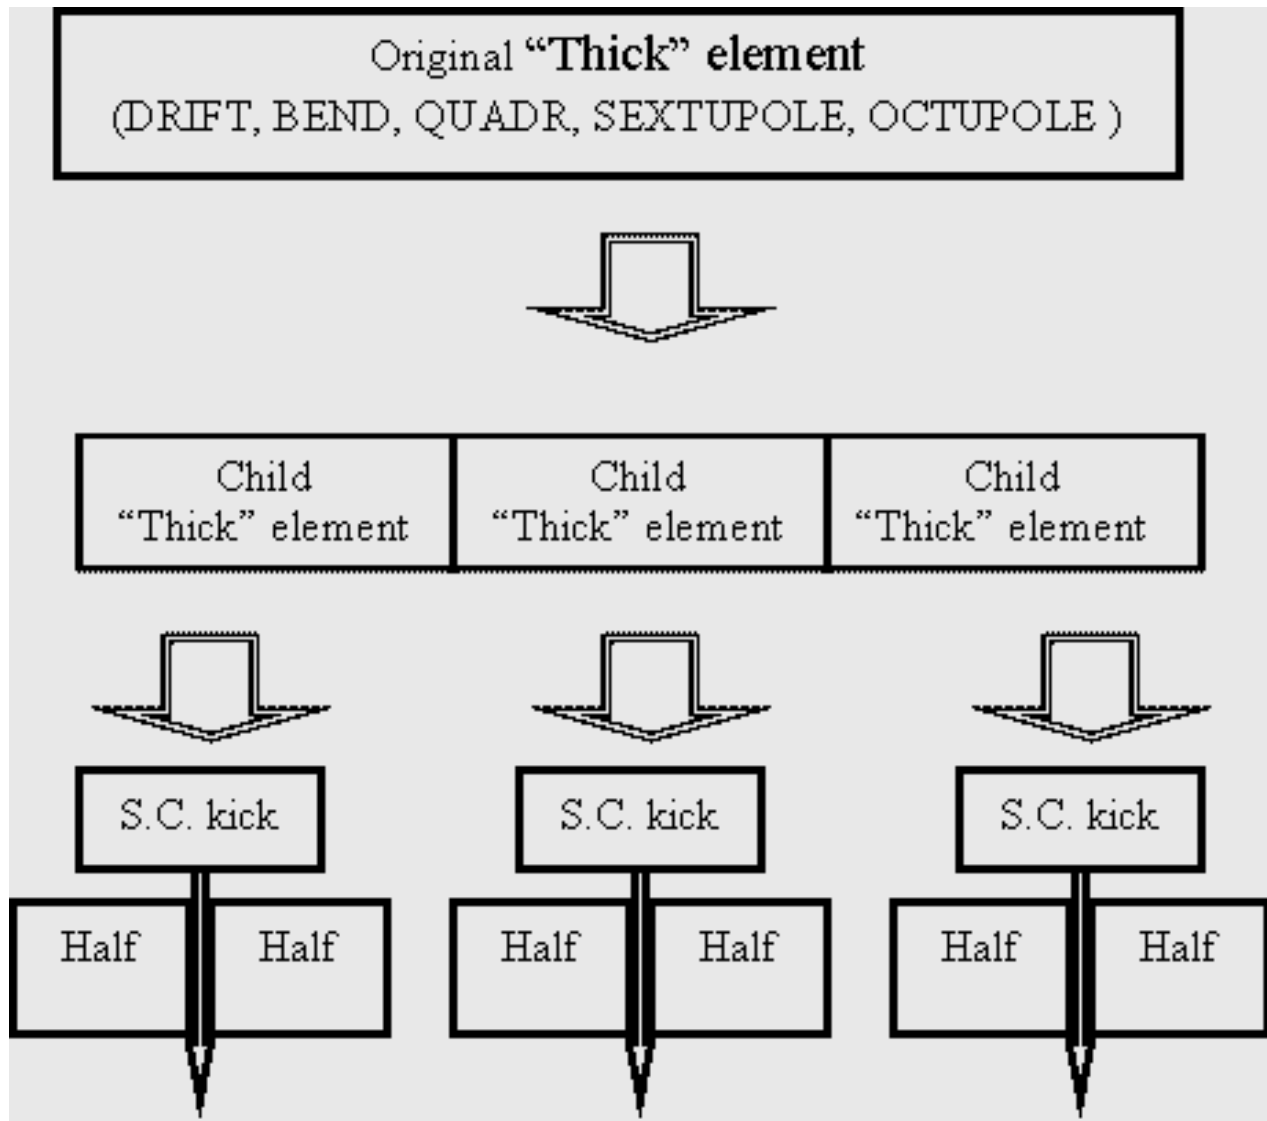 Original “Thick” element
(DRIFT, BEND, QUADR, SEXTUPOLE, OCTUPOLE )
Child
“Thick” element
Child
“Thick” element
Child
“Thick” element
S.C. kick
S.C. kick
S.C. kick
Half
Half
Half
Half
Half
Half